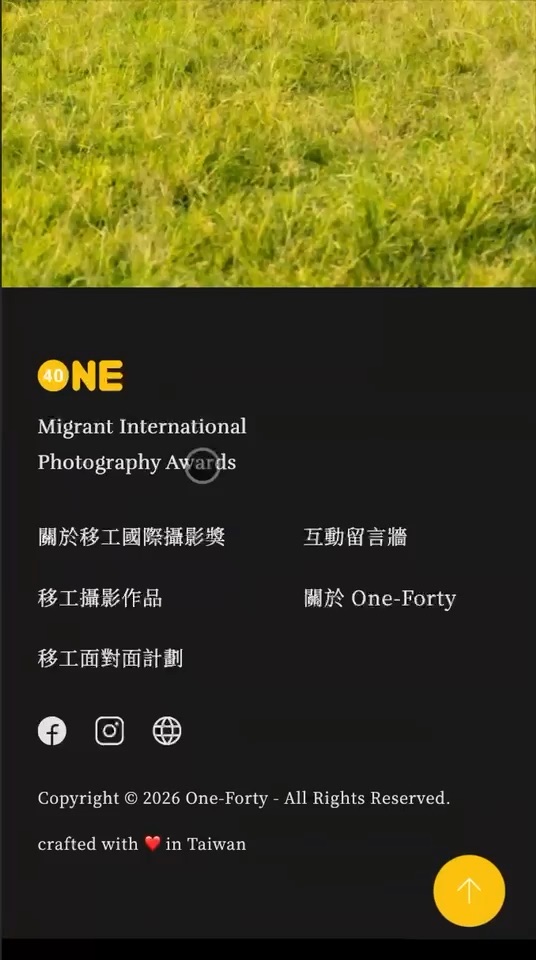 40 ONE
Migrant International
Photography Awards
關於移工國際攝影獎
互動留言牆
移工攝影作品
關於 One-Forty
移工面對面計劃
Copyright © 2026 One-Forty - All Rights Reserved.
crafted with ❤️ in Taiwan